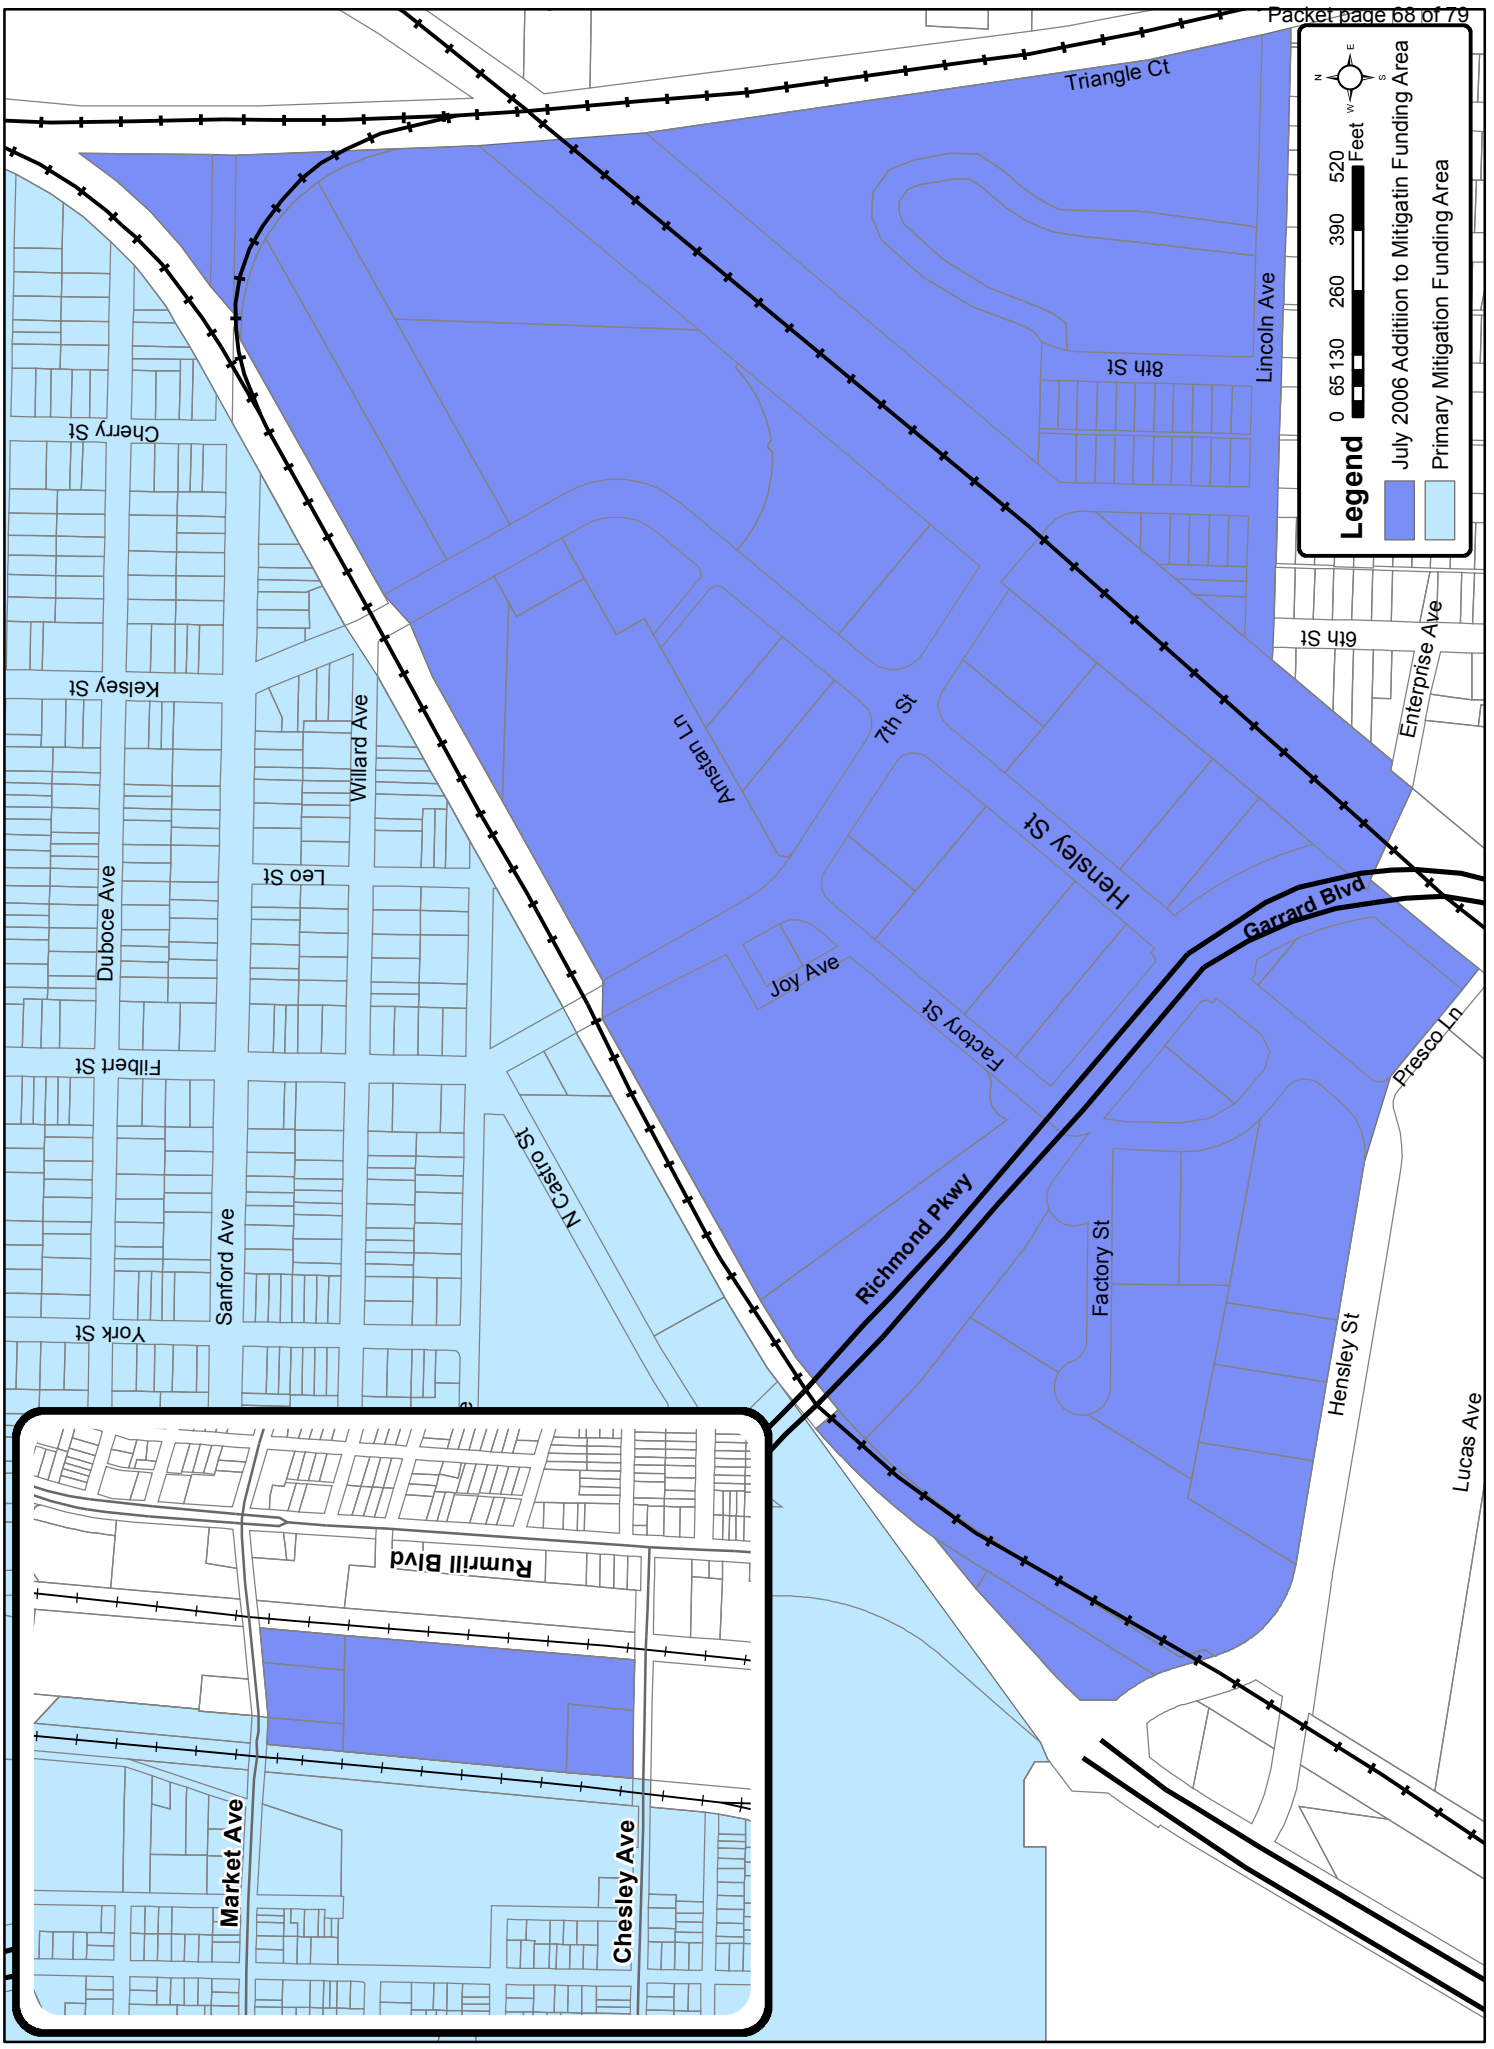 Packet page 68 of 79
Triangle Ct
Cherry St
8th St
Lincoln Ave
Kelsey St
Willard Ave
6th St
Enterprise Ave
Amstan Ln
7th St
Duboce Ave
Leo St
Hensley St
Garrard Blvd
Joy Ave
Factory St
Filbert St
Presco Ln
N Castro St
Sanford Ave
Richmond Pkwy
Factory St
York St
Hensley St
Lucas Ave
e
Rumrill Blvd
Market Ave
Chesley Ave
Legend
0 65 130 260 390 520
Feet
N
E
S
W
July 2006 Additiion to Mitigatin Funding Area
Primary Mitigation Funding Area